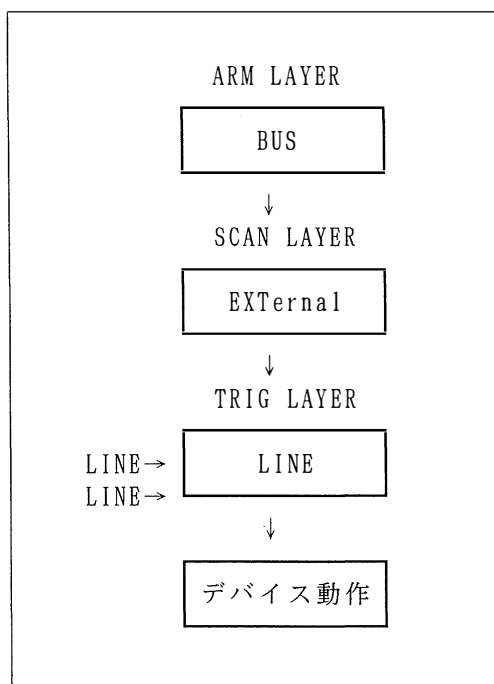 ARM LAYER
BUS
↓
SCAN LAYER
EXTernal
↓
TRIG LAYER
LINE→
LINE
LINE→
↓
デバイス動作